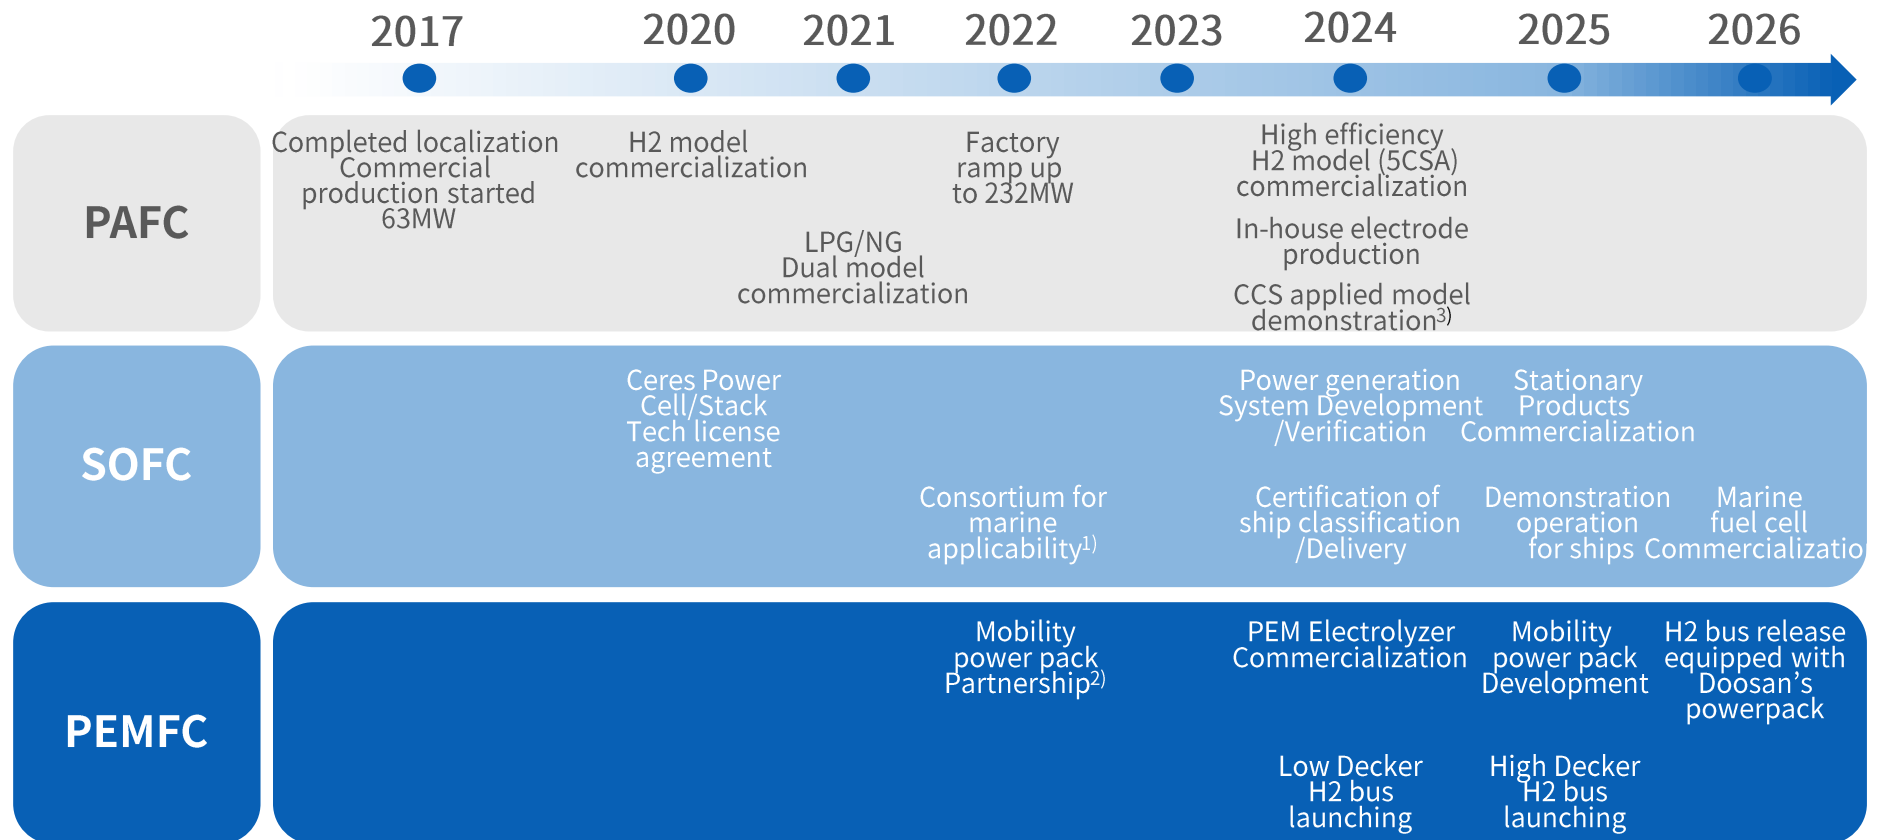 2017 2020 2021 2022 2023 2024 2025 2026
PAFC
Completed localization
Commercial
production started
63MW
H2 model
commercialization
LPG/NG
Dual model
commercialization
Factory
ramp up
to 232MW
High efficiency
H2 model (5CSA)
commercialization
In-house electrode
production
CCS applied model
demonstration3)
SOFC
Ceres Power
Cell/Stack
Tech license
agreement
Consortium for
marine
applicability1)
Power generation
System Development
/Verification
Certification of
ship classification
/Delivery
Stationary
Products
Commercialization
Demonstration
operation
for ships
Marine
fuel cell
Commercializatio
PEMFC
Mobility
power pack
Partnership2)
PEM Electrolyzer
Commercialization
Low Decker
H2 bus
launching
Mobility
power pack
Development
High Decker
H2 bus
launching
H2 bus release
equipped with
Doosan’s
powerpack